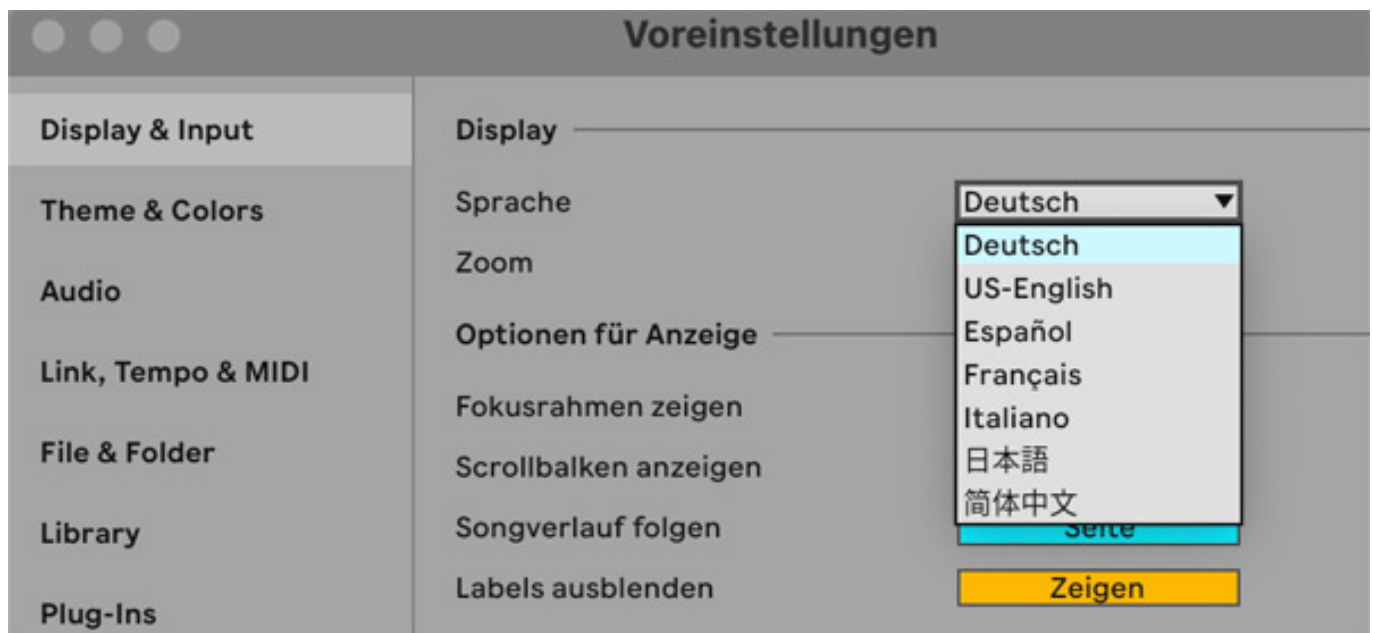 Voreinstellungen
Display & Input
Theme & Colors
Audio
Link, Tempo & MIDI
File & Folder
Library
Plug-Ins
Display
Sprache
Deutsch
Deutsch
US-English
Español
Français
Italiano
日本語
简体中文
Zoom
Optionen für Anzeige
Fokusrahmen zeigen
Scrollbalken anzeigen
Songverlauf folgen
Seite
Labels ausblenden
Zeigen